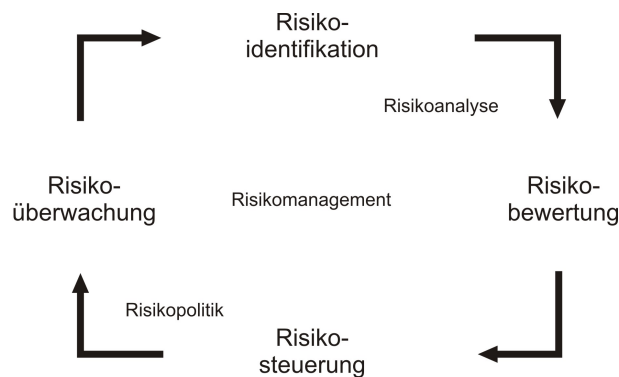 Risiko-
identifikation
Risikoanalyse
Risiko-
überwachung
Risikomanagement
Risiko-
bewertung
Risikopolitik
Risiko-
steuerung